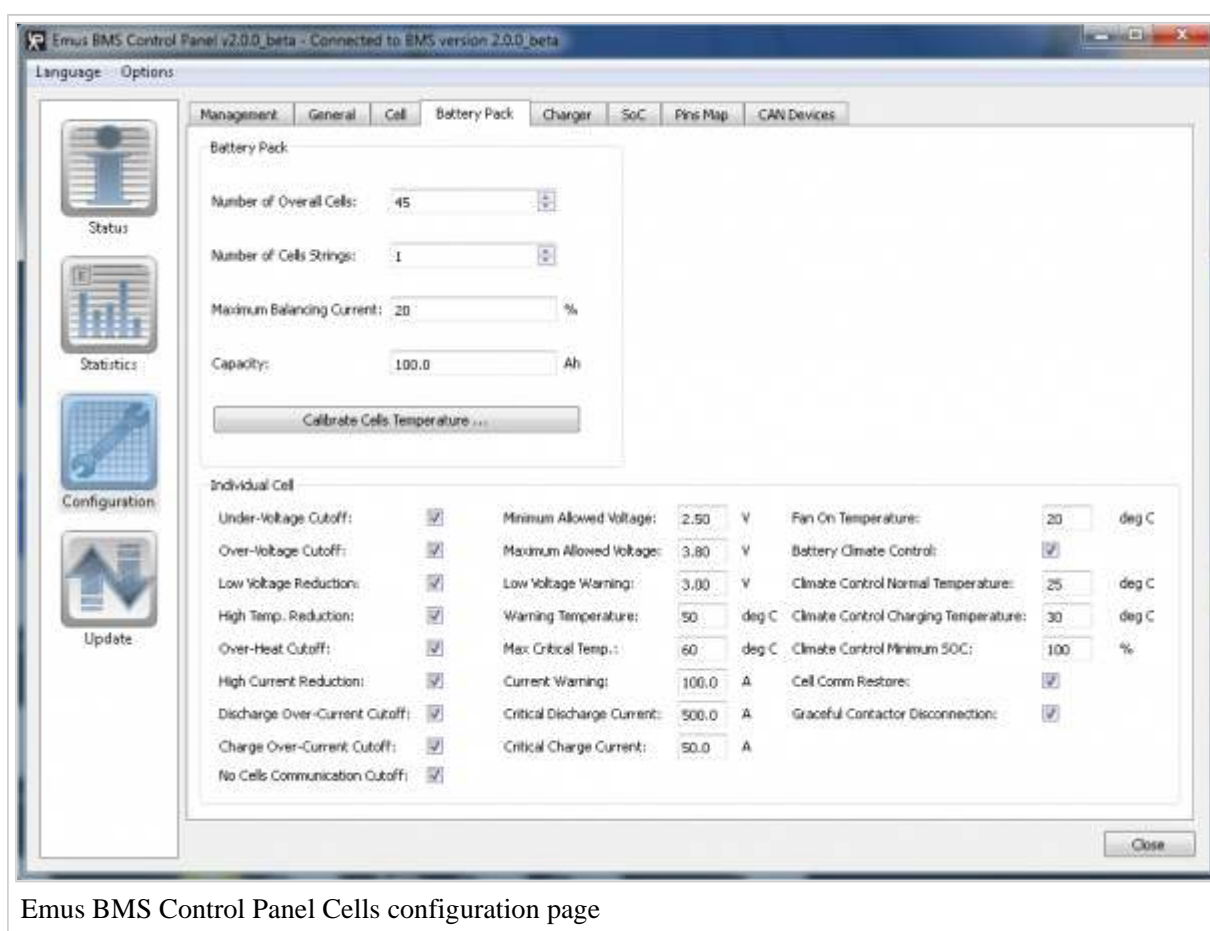 Emus BMS Control Panel v2.0.0_beta - Connected to BMS version 2.0.0_beta
Language Options
Management General Cell Battery Pack Charger SoC Pins Map CAN Devices
Status
Statistics
Configuration
Update
Battery Pack
Number of Overall Cells: 45
Number of Cells Strings: 1
Maximum Balancing Current: 20 %
Capacity: 100.0 Ah
Calibrate Cells Temperature ...
Individual Cell
Under-Voltage Cutoff: Minimum Allowed Voltage: 2.50 V Fan On Temperature: 20 deg C
Over-Voltage Cutoff: Maximum Allowed Voltage: 3.80 V Battery Climate Control:
Low Voltage Reduction: Low Voltage Warning: 3.00 V Climate Control Normal Temperature: 25 deg C
High Temp. Reduction: Warning Temperature: 50 deg C Climate Control Charging Temperature: 30 deg C
Over-Heat Cutoff: Max Critical Temp.: 60 deg C Climate Control Minimum SOC: 100 %
High Current Reduction: Current Warning: 100.0 A Cell Comm Restore:
Discharge Over-Current Cutoff: Critical Discharge Current: 500.0 A Graceful Contactor Disconnection:
Charge Over-Current Cutoff: Critical Charge Current: 50.0 A
No Cells Communication Cutoff:
Close
Emus BMS Control Panel Cells configuration page